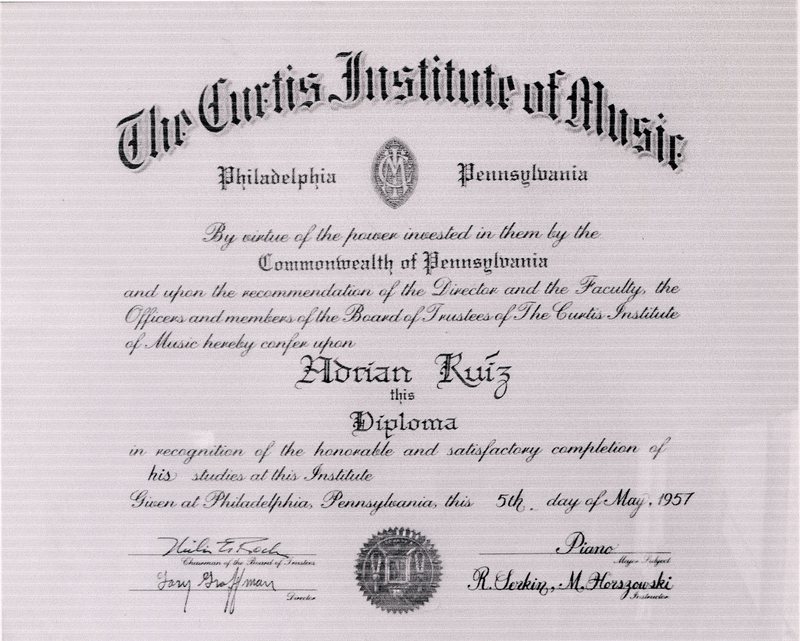 The Curtis Institute of Music
Philadelphia Pennsylvania
By virtue of the power invested in them by the
Commonwealth of Pennsylvania
and upon the recommendation of the Director and the Faculty, the
Officers and members of the Board of Trustees of The Curtis Institute
of Music hereby confer upon
Adrian Ruíz
this
Diploma
in recognition of the honorable and satisfactory completion of
his studies at this Institute
Given at Philadelphia, Pennsylvania, this 5th day of May, 1957
Chairman of the Board of Trustees
Gary Graffman
Director
Piano
Major Subject
R. Serkin, M. Horszowski
Instructor